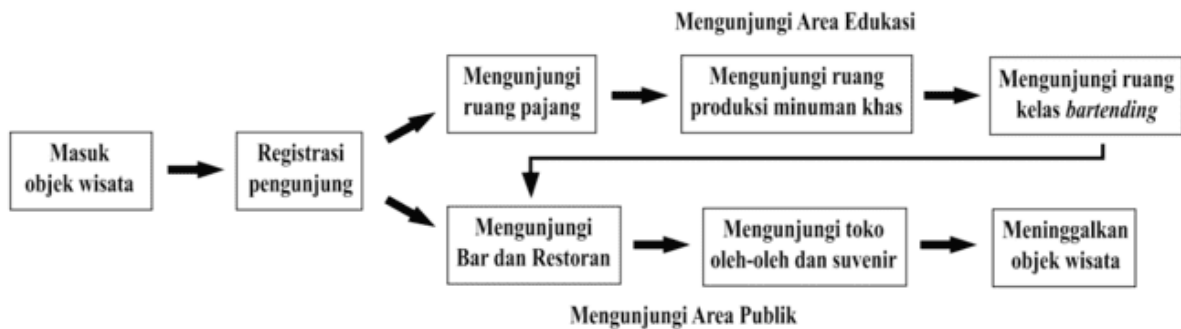 Mengunjungi Area Edukasi
Mengunjungi
ruang pajang
Mengunjungi ruang
produksi minuman khas
Mengunjungi ruang
kelas bartending
Masuk
objek wisata
Registrasi
pengunjung
Mengunjungi
Bar dan Restoran
Mengunjungi toko
oleh-oleh dan suvenir
Meninggalkan
objek wisata
Mengunjungi Area Publik